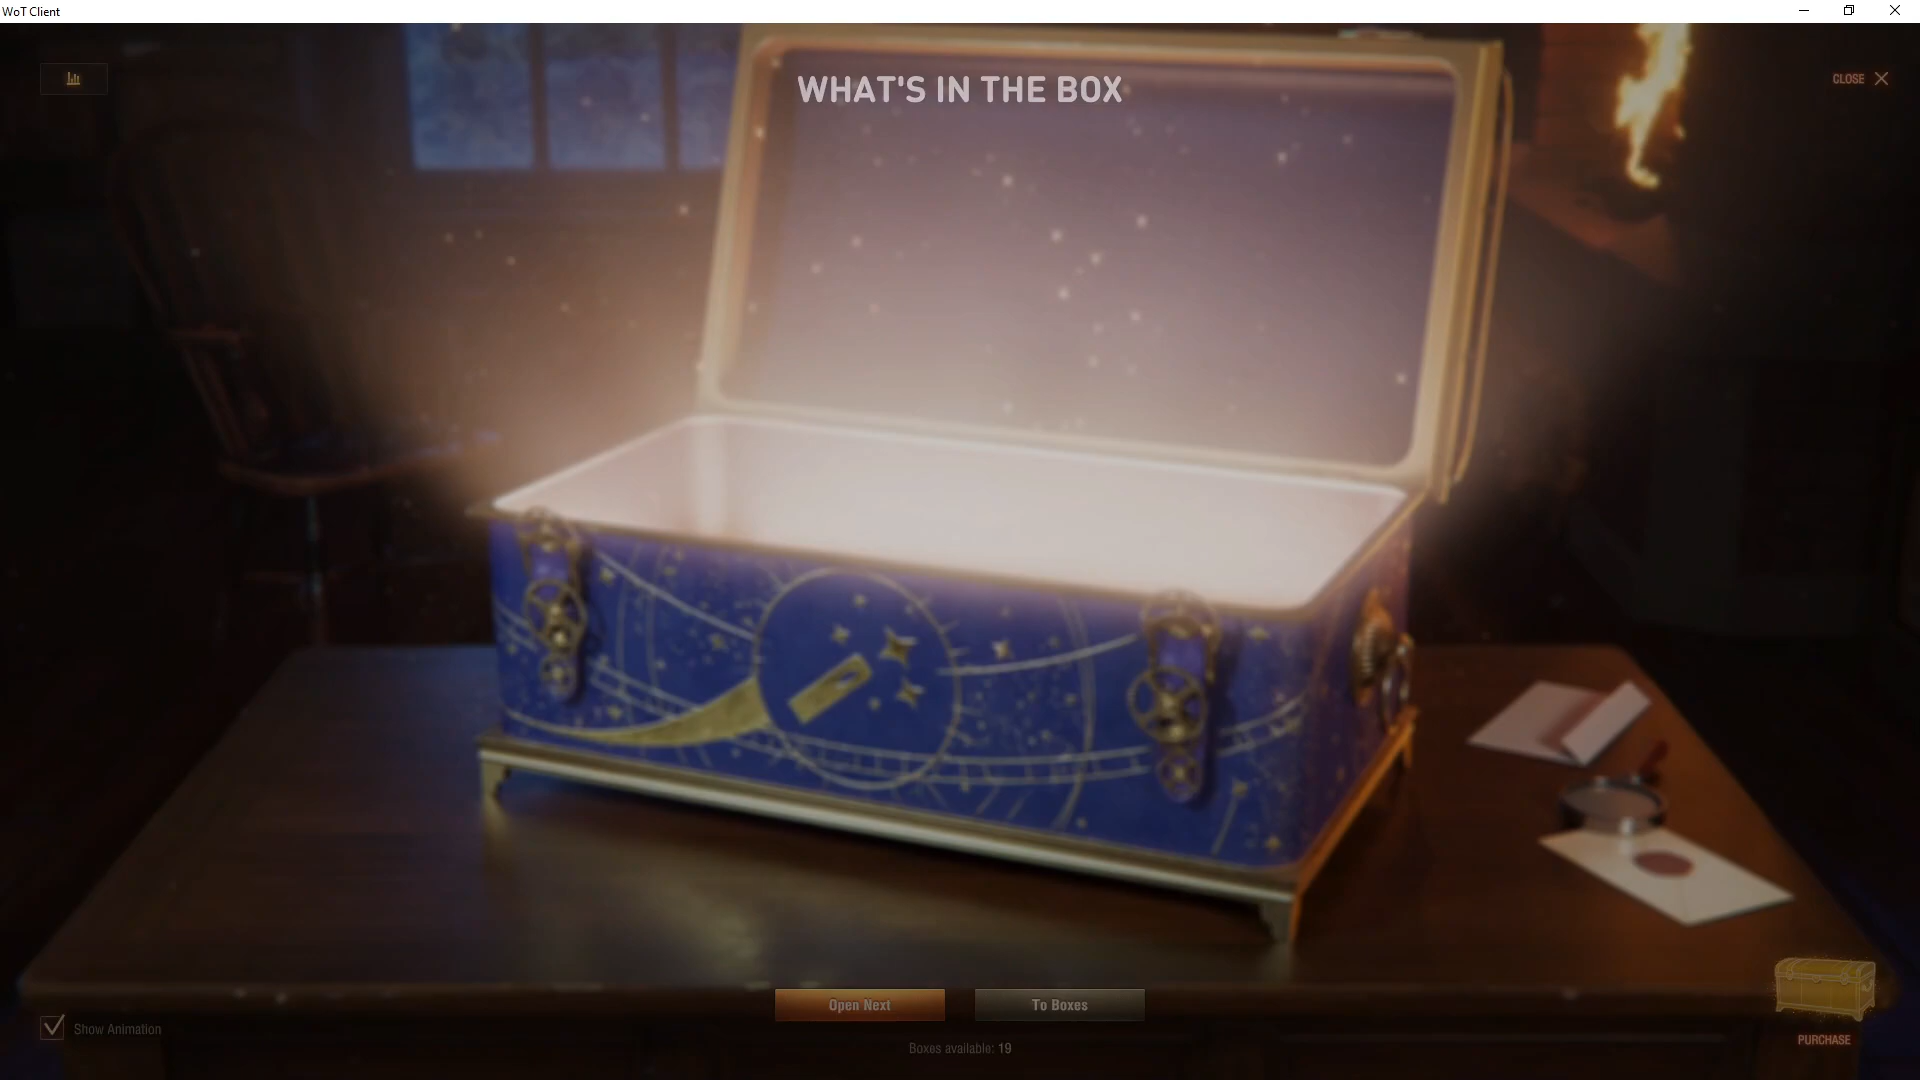 WoT Client
WHAT'S IN THE BOX
CLOSE
Open Next
To Boxes
Show Animation
Boxes available: 19
PURCHASE